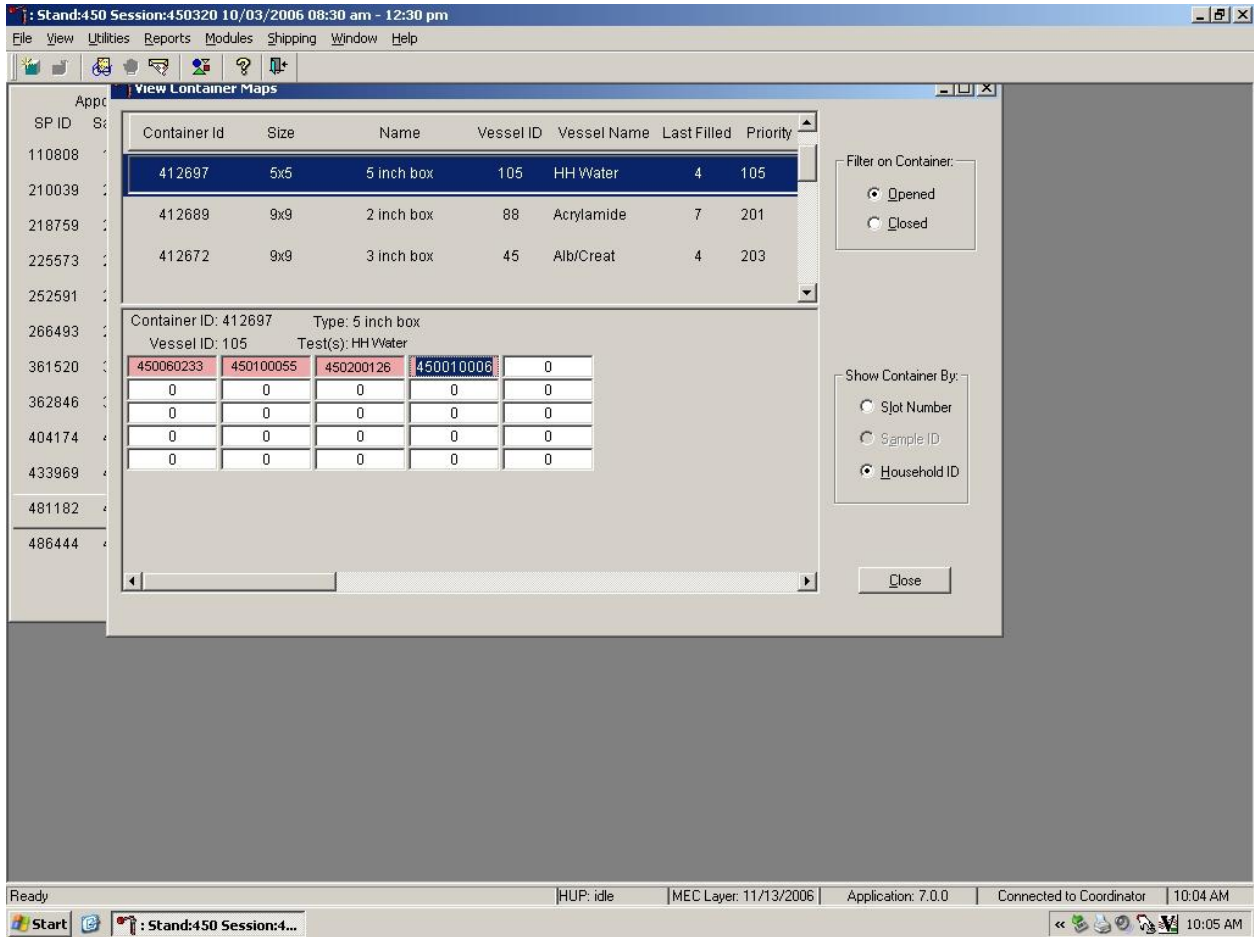 : Stand:450 Session:450320 10/03/2006 08:30 am - 12:30 pm
File View Utilities Reports Modules Shipping Window Help
View Container Maps
SP ID
110808
210039
218759
225573
252591
266493
361520
362846
404174
433969
481182
486444
Container Id Size Name Vessel ID Vessel Name Last Filled Priority
412697 5x5 5 inch box 105 HH Water 4 105
412689 9x9 2 inch box 88 Acrylamide 7 201
412672 9x9 3 inch box 45 Alb/Creat 4 203
Container ID: 412697 Type: 5 inch box
Vessel ID: 105 Test(s): HH Water
450060233 450100055 450200126 450010006 0
0 0 0 0 0
0 0 0 0 0
0 0 0 0 0
0 0 0 0 0
Filter on Container:
Opened
Closed
Show Container By:
Slot Number
Sample ID
Household ID
Close
Ready HUP: idle MEC Layer: 11/13/2006 Application: 7.0.0 Connected to Coordinator 10:04 AM
Start : Stand:450 Session:4... « 10:05 AM